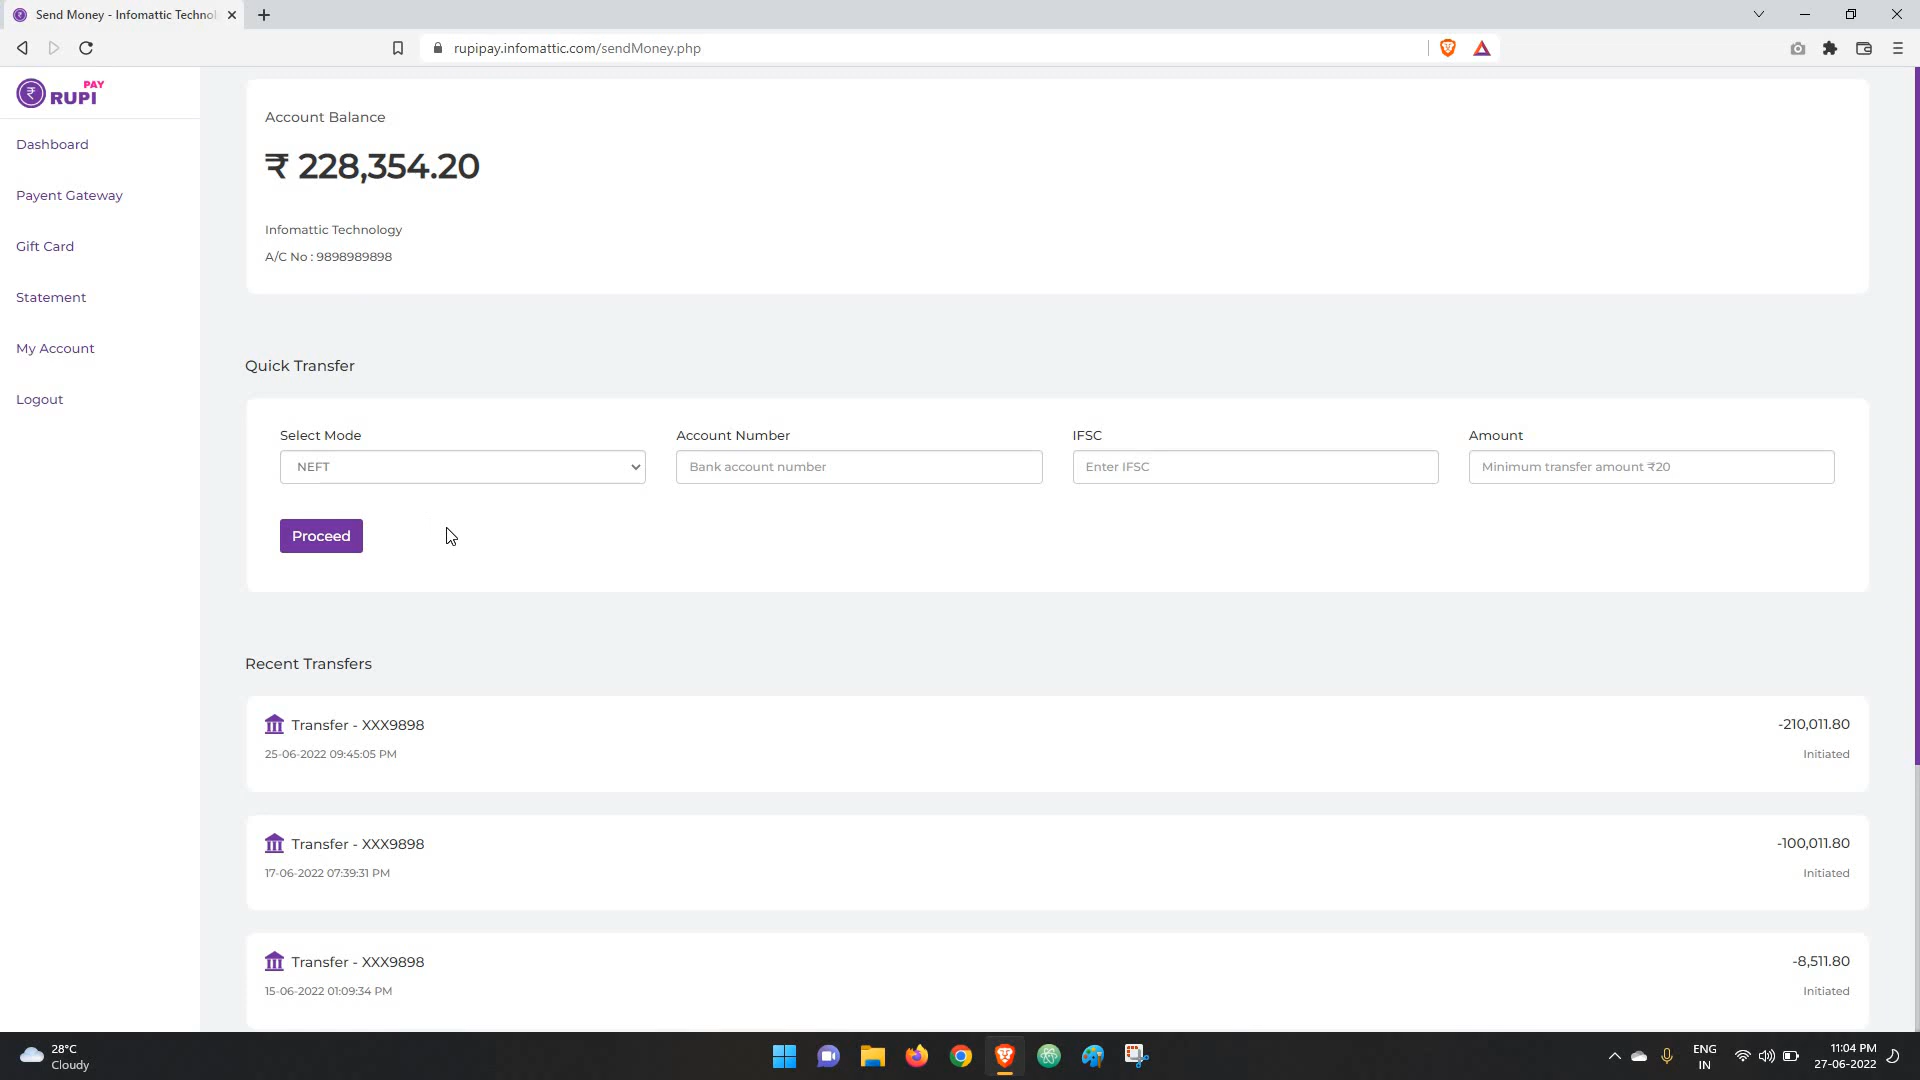 Send Money - Infomattic Technol
rupipay.infomattic.com/sendMoney.php
RUPI PAY
Dashboard
Payent Gateway
Gift Card
Statement
My Account
Logout
Account Balance
₹ 228,354.20
Infomattic Technology
A/C No : 9898989898
Quick Transfer
Select Mode Account Number IFSC Amount
NEFT Bank account number Enter IFSC Minimum transfer amount ₹20
Proceed
Recent Transfers
Transfer - XXX9898 -210,011.80
25-06-2022 09:45:05 PM Initiated
Transfer - XXX9898 -100,011.80
17-06-2022 07:39:31 PM Initiated
Transfer - XXX9898 -8,511.80
15-06-2022 01:09:34 PM Initiated
28°C
Cloudy
ENG
IN
11:04 PM
27-06-2022